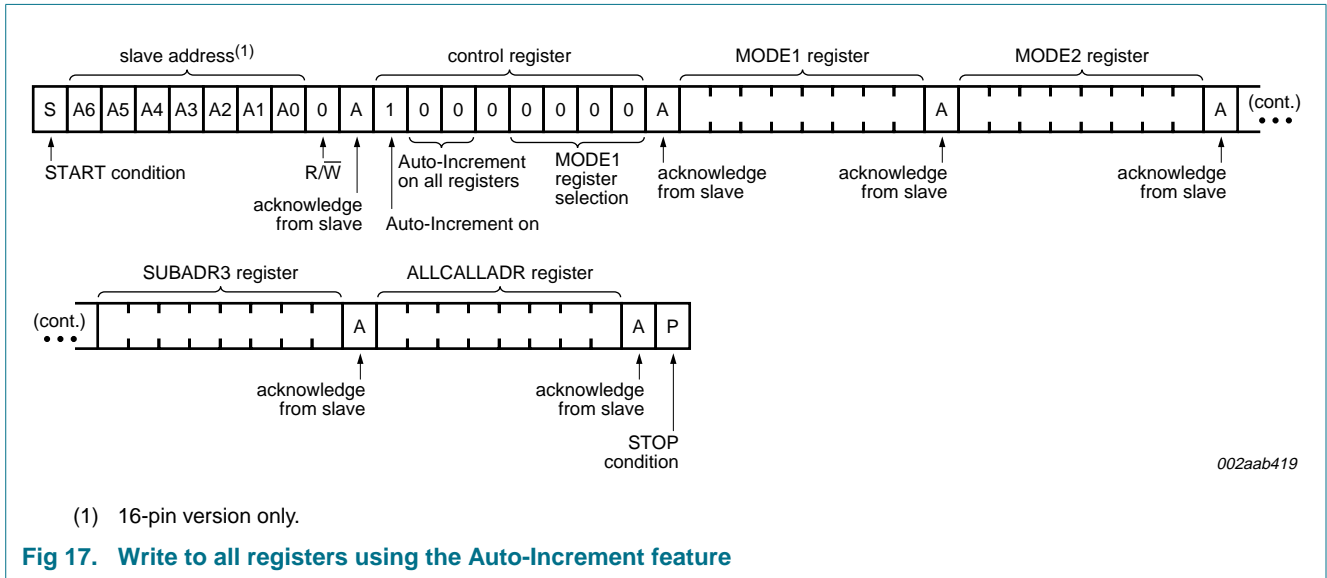 slave address(1) control register MODE1 register MODE2 register
S A6 A5 A4 A3 A2 A1 A0 0 A 1 0 0 0 0 0 0 0 A A A (cont.)
START condition R/W Auto-Increment MODE1 acknowledge acknowledge acknowledge
on all registers register from slave from slave from slave
selection
acknowledge
from slave Auto-Increment on
SUBADR3 register ALLCALLADR register
(cont.) A A P
acknowledge acknowledge
from slave from slave
STOP
condition
002aab419
(1) 16-pin version only.
Fig 17. Write to all registers using the Auto-Increment feature